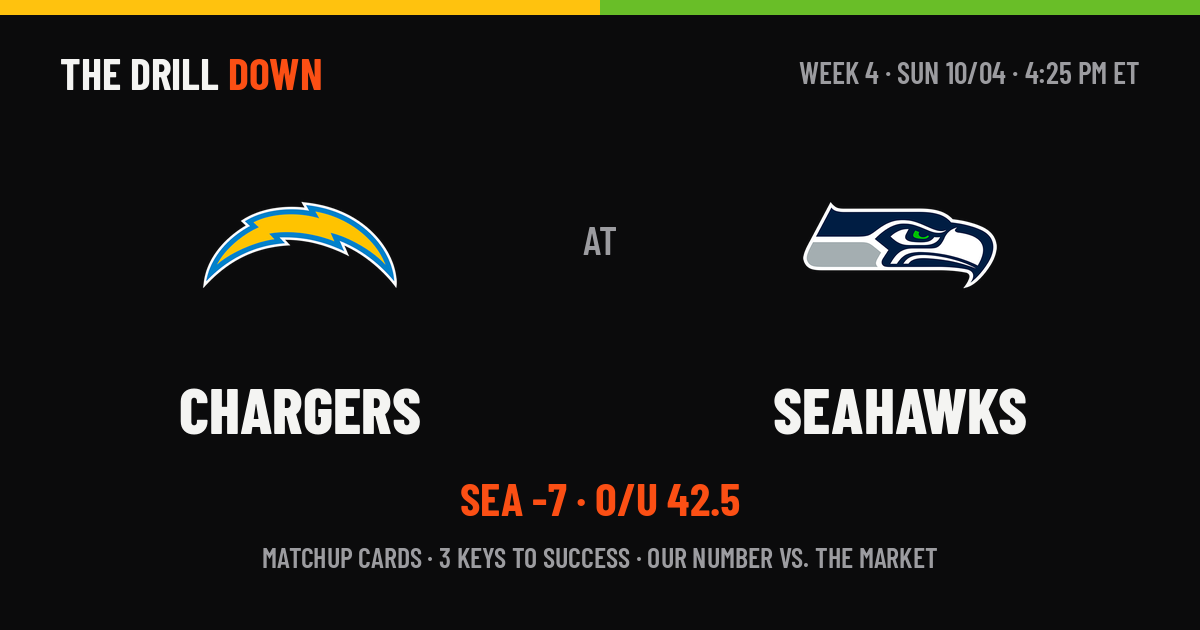 THE DRILL DOWN
WEEK 4 · SUN 10/04 · 4:25 PM ET
AT
CHARGERS
SEAHAWKS
SEA -7 · O/U 42.5
MATCHUP CARDS · 3 KEYS TO SUCCESS · OUR NUMBER VS. THE MARKET